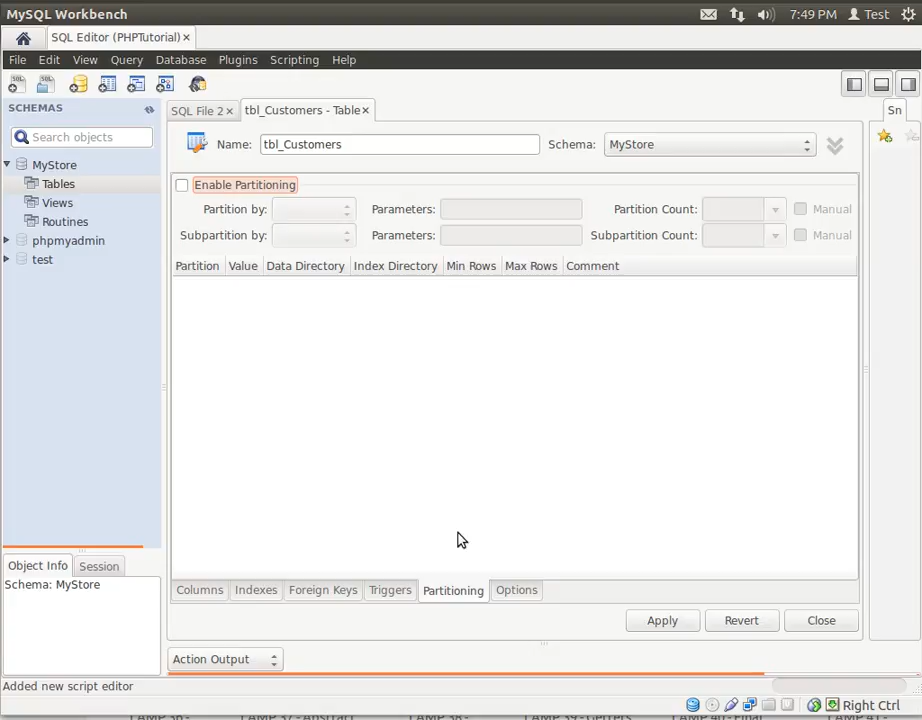 MySQL Workbench 7:49 PM Test
SQL Editor (PHPTutorial) ×
File Edit View Query Database Plugins Scripting Help
SCHEMAS SQL File 2 × tbl_Customers - Table × Sn
Search objects Name: tbl_Customers Schema: MyStore
MyStore
Tables Enable Partitioning
Views Partition by: Parameters: Partition Count: Manual
Routines
phpmyadmin Subpartition by: Parameters: Subpartition Count: Manual
test Partition Value Data Directory Index Directory Min Rows Max Rows Comment
Object Info Session
Schema: MyStore
Columns Indexes Foreign Keys Triggers Partitioning Options
Apply Revert Close
Action Output
Added new script editor
Right Ctrl